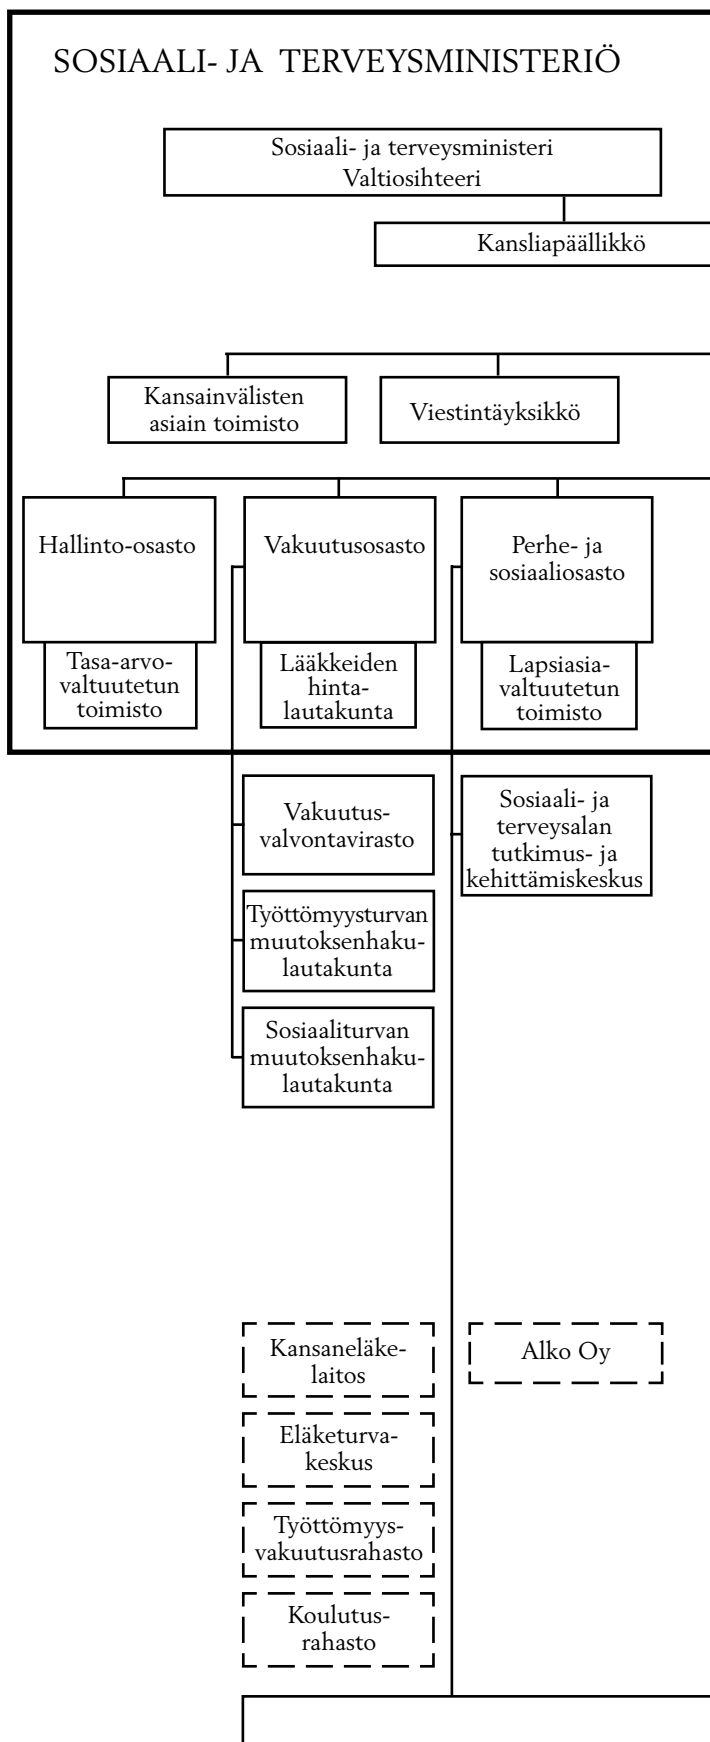 SOSIAALI- JA TERVEYSMINISTERIÖ
Sosiaali- ja terveysministeri
Valtiosihteeri
Kansliapäällikkö
Kansainvälisten
asiain toimisto
Viestintäyksikkö
Hallinto-osasto
Vakuutusosasto
Perhe- ja
sosiaaliosasto
Tasa-arvo-
valtuutetun
toimisto
Lääkkeiden
hinta-
lautakunta
Lapsiasia-
valtuutetun
toimisto
Vakuutus-
valvontavirasto
Sosiaali- ja
terveysalan
tutkimus- ja
kehittämiskeskus
Työttömyysturvan
muutoksenhaku-
lautakunta
Sosiaaliturvan
muutoksenhaku-
lautakunta
Kansaneläke-
laitos
Alko Oy
Eläketurva-
keskus
Työttömyys-
vakuutusrahasto
Koulutus-
rahasto